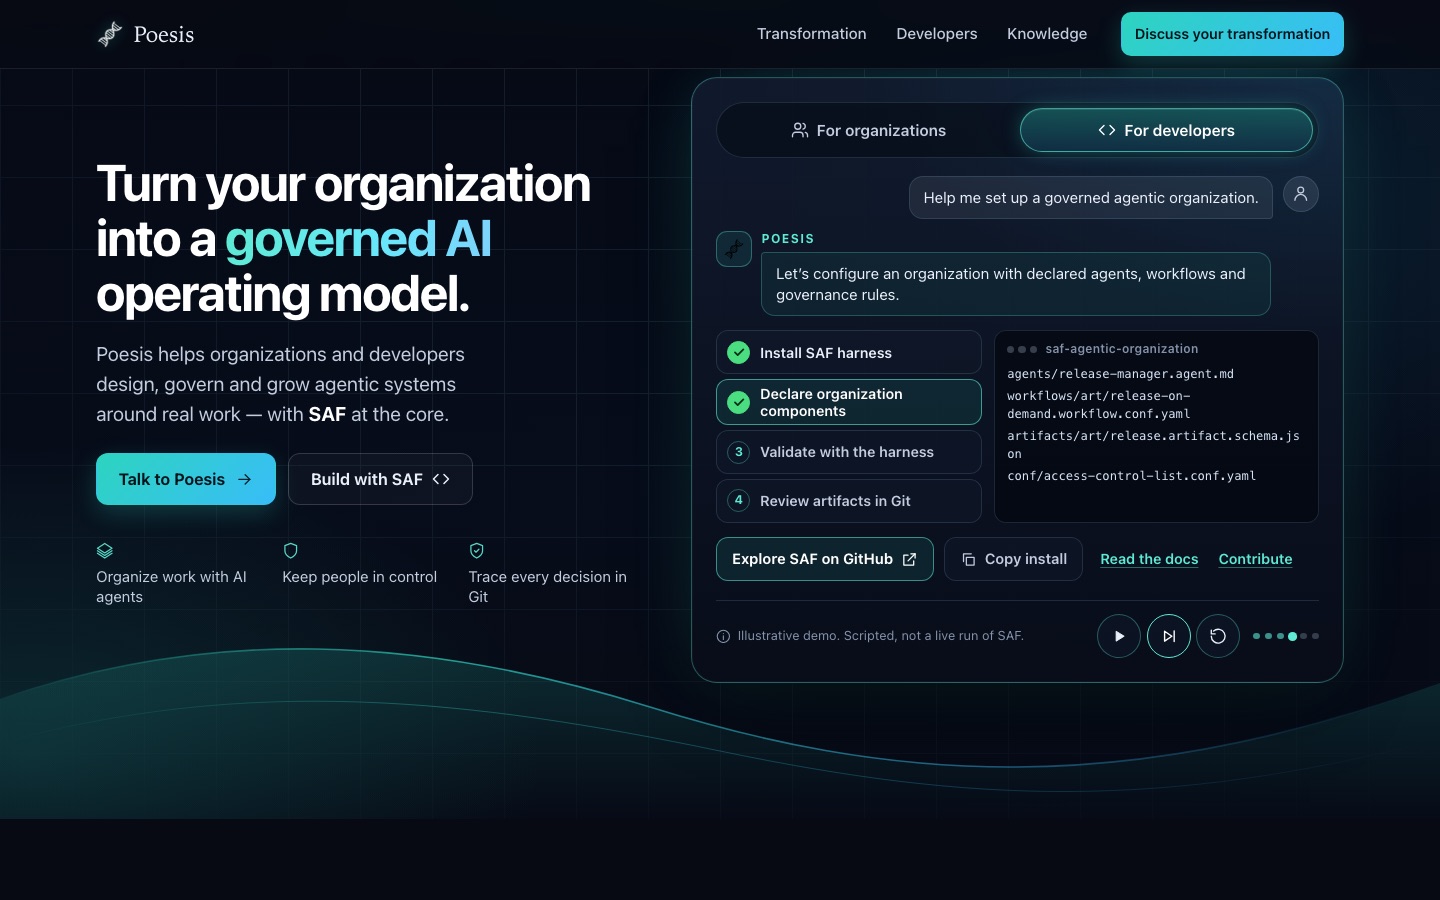 Poesis
Transformation
Developers
Knowledge
Discuss your transformation
Turn your organization
into a governed AI
operating model.
Poesis helps organizations and developers
design, govern and grow agentic systems
around real work — with SAF at the core.
Talk to Poesis
Build with SAF
Organize work with AI
agents
Keep people in control
Trace every decision in
Git
For organizations
For developers
Help me set up a governed agentic organization.
POESIS
Let’s configure an organization with declared agents, workflows and
governance rules.
Install SAF harness
Declare organization
components
3 Validate with the harness
4 Review artifacts in Git
saf-agentic-organization
agents/release-manager.agent.md
workflows/art/release-on-
demand.workflow.conf.yaml
artifacts/art/release.artifact.schema.js
on
conf/access-control-list.conf.yaml
Explore SAF on GitHub
Copy install
Read the docs
Contribute
Illustrative demo. Scripted, not a live run of SAF.